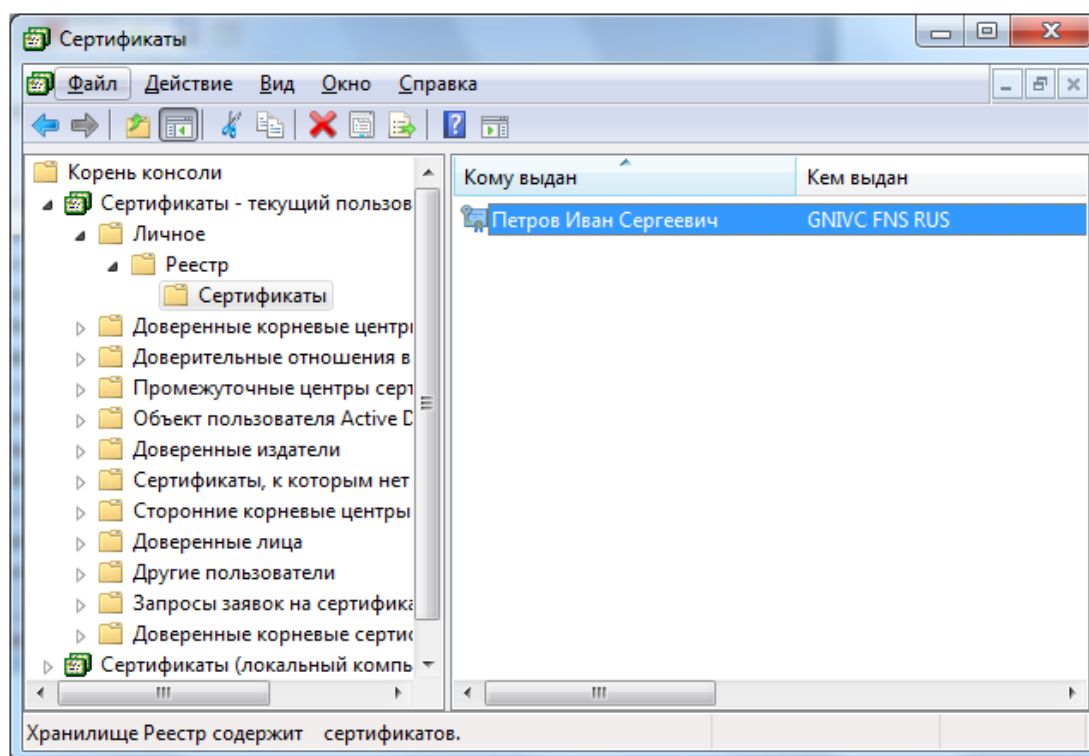 Сертификаты
Файл Действие Вид Окно Справка
Корень консоли
Сертификаты - текущий пользов
Личное
Реестр
Сертификаты
Доверенные корневые центры
Доверительные отношения в
Промежуточные центры серт
Объект пользователя Active D
Доверенные издатели
Сертификаты, к которым нет
Сторонние корневые центры
Доверенные лица
Другие пользователи
Запросы заявок на сертифика
Доверенные корневые серти
Сертификаты (локальный компь
Кому выдан Кем выдан
Петров Иван Сергеевич GNIVC FNS RUS
Хранилище Реестр содержит сертификатов.